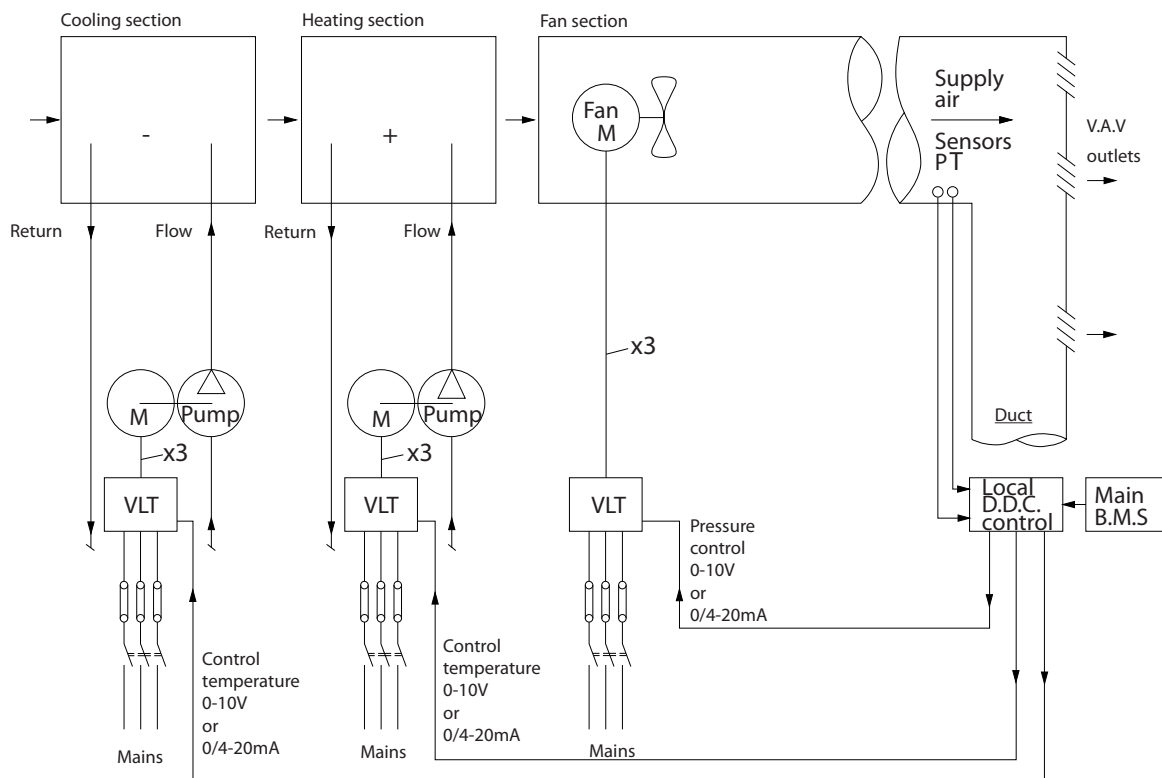 Cooling section
Heating section
Fan section
-
+
Fan
M
Supply
air
Sensors
PT
V.A.V
outlets
Return
Flow
Return
Flow
x3
M
Pump
M
Pump
Duct
x3
x3
VLT
VLT
VLT
Local
D.D.C.
control
Main
B.M.S
Pressure
control
0-10V
or
0/4-20mA
Control
temperature
0-10V
or
0/4-20mA
Control
temperature
0-10V
or
0/4-20mA
Mains
Mains
Mains